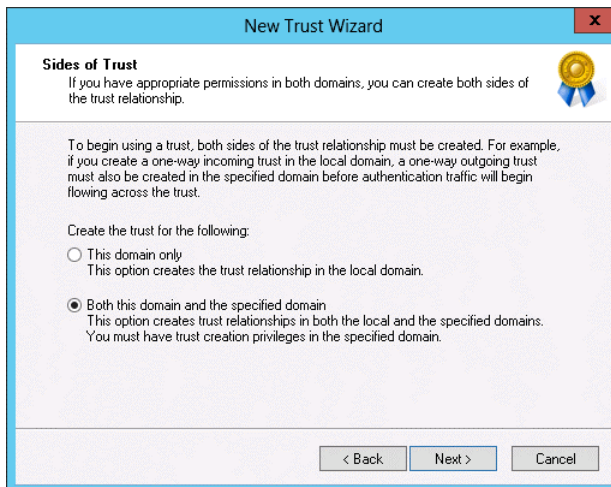 New Trust Wizard
x
Sides of Trust
If you have appropriate permissions in both domains, you can create both sides of
the trust relationship.
To begin using a trust, both sides of the trust relationship must be created. For example,
if you create a one-way incoming trust in the local domain, a one-way outgoing trust
must also be created in the specified domain before authentication traffic will begin
flowing across the trust.
Create the trust for the following:
This domain only
This option creates the trust relationship in the local domain.
Both this domain and the specified domain
This option creates trust relationships in both the local and the specified domains.
You must have trust creation privileges in the specified domain.
< Back
Next >
Cancel